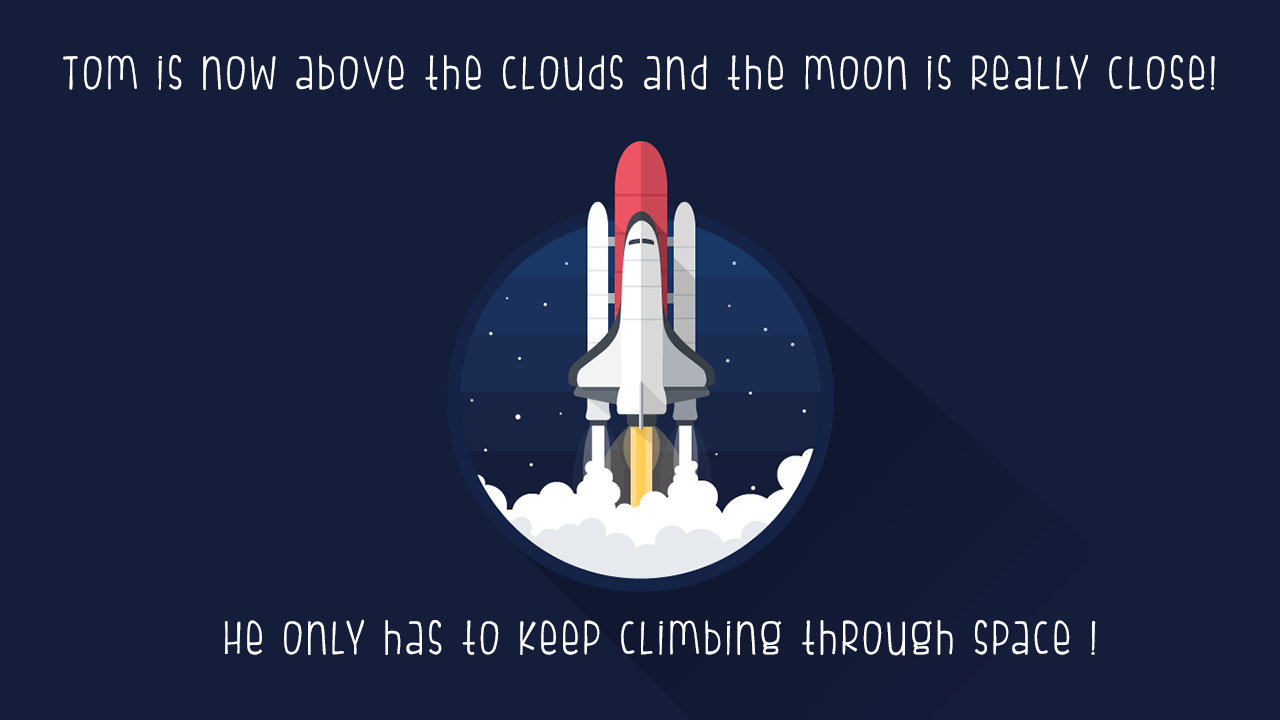 Tom is now above the clouds and the moon is really close!
He only has to keep climbing through space !